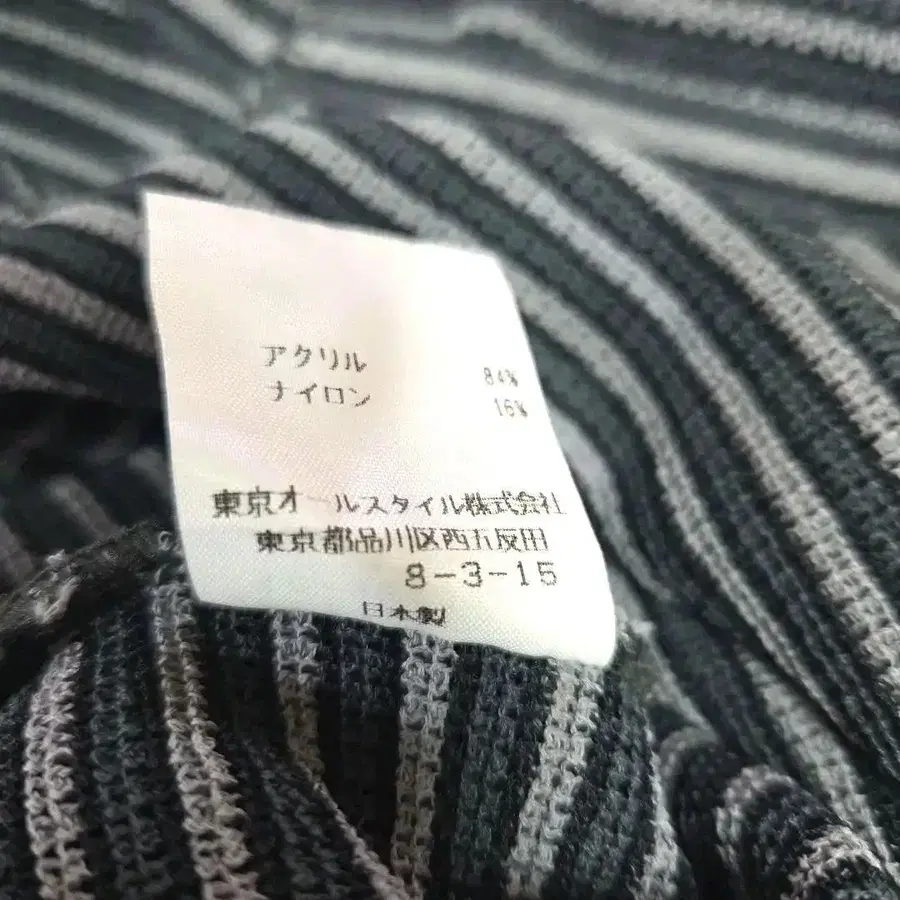 アクリル 84%
ナイロン 16%
東京オールスタイル株式会社
東京都品川区西五反田
8-3-15
日本製